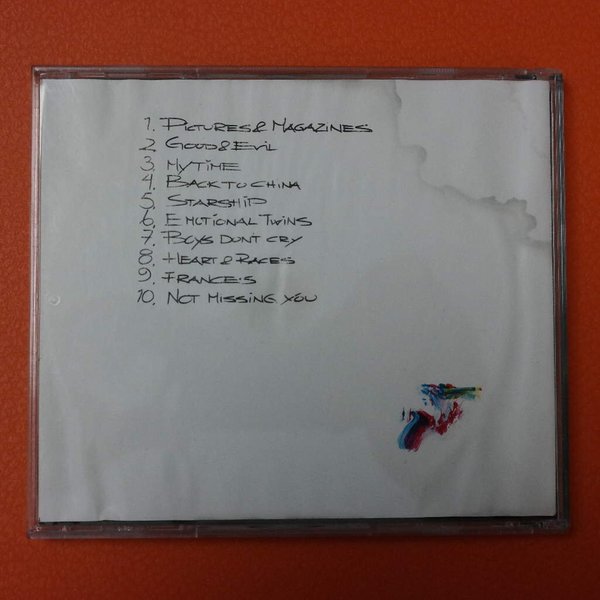 1. PICTURES & MAGAZINES
2. GOOD & EVIL
3. MY TIME
4. BACK TO CHINA
5. STARSHIP
6. EMOTIONAL TWINS
7. BOYS DONT CRY
8. HEART & RACES
9. FRANCES
10. NOT MISSING YOU